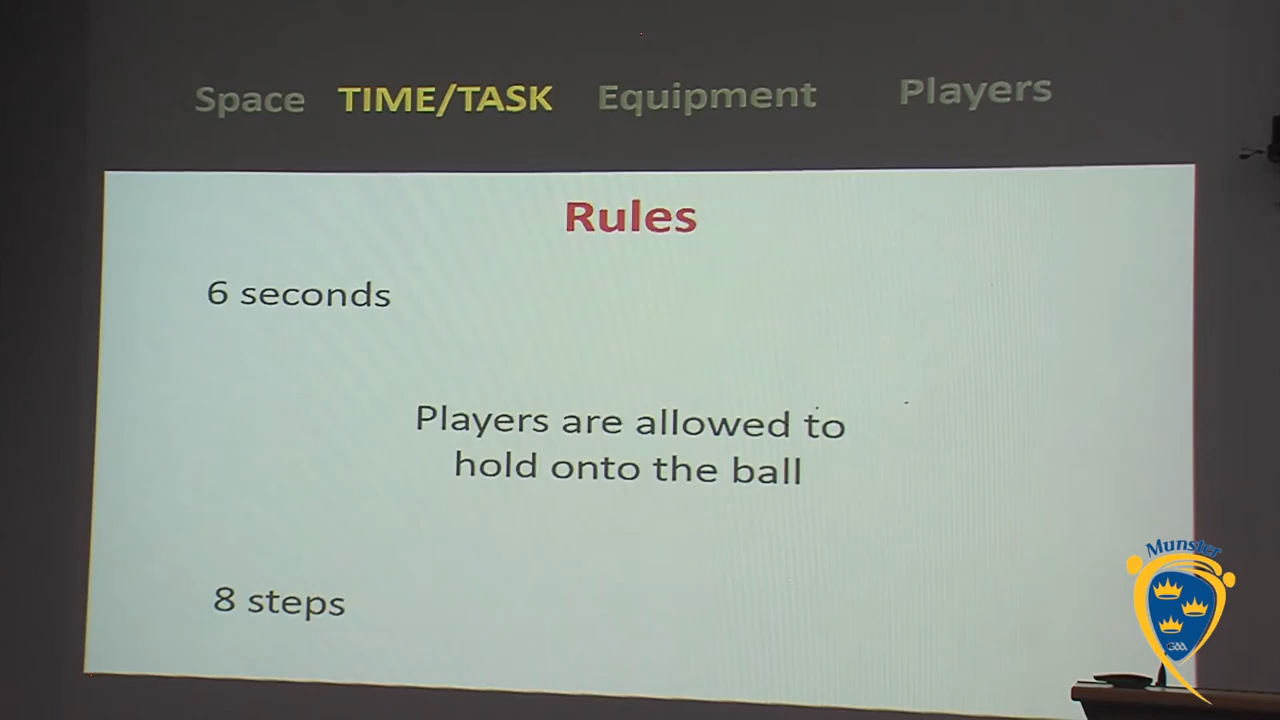 Space TIME/TASK Equipment Players
Rules
6 seconds
Players are allowed to
hold onto the ball
8 steps
Munster
GAA